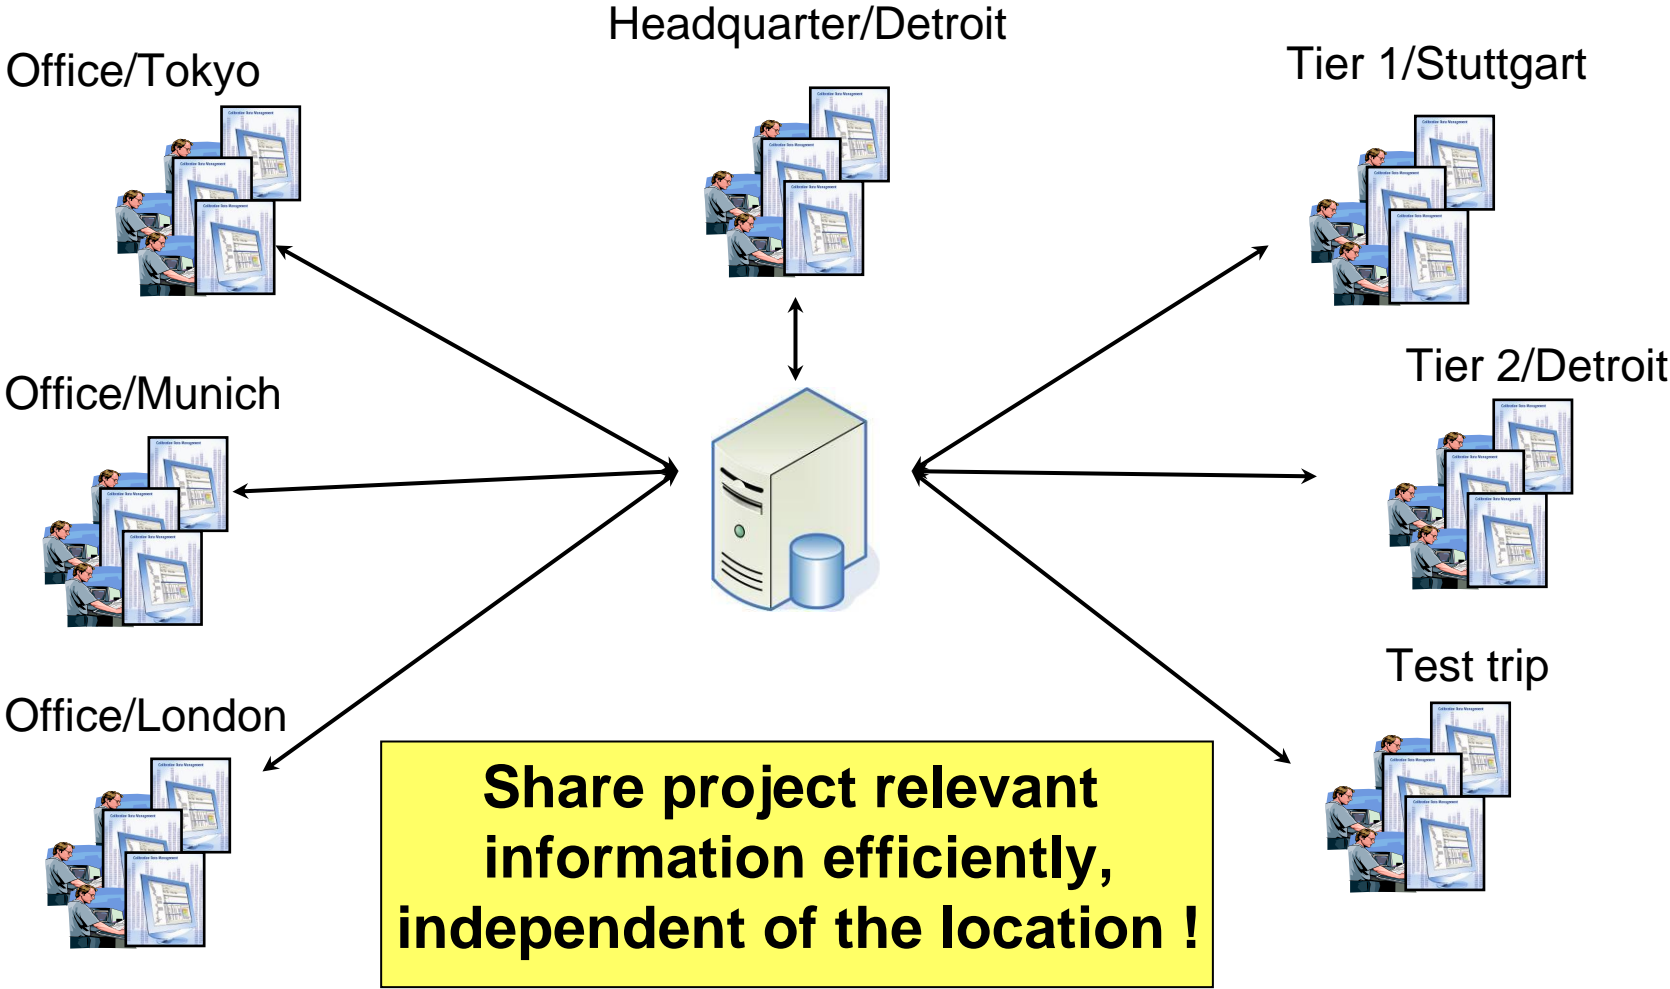 Headquarter/Detroit
Office/Tokyo
Tier 1/Stuttgart
Office/Munich
Tier 2/Detroit
Office/London
Test trip
Share project relevant
information efficiently,
independent of the location !